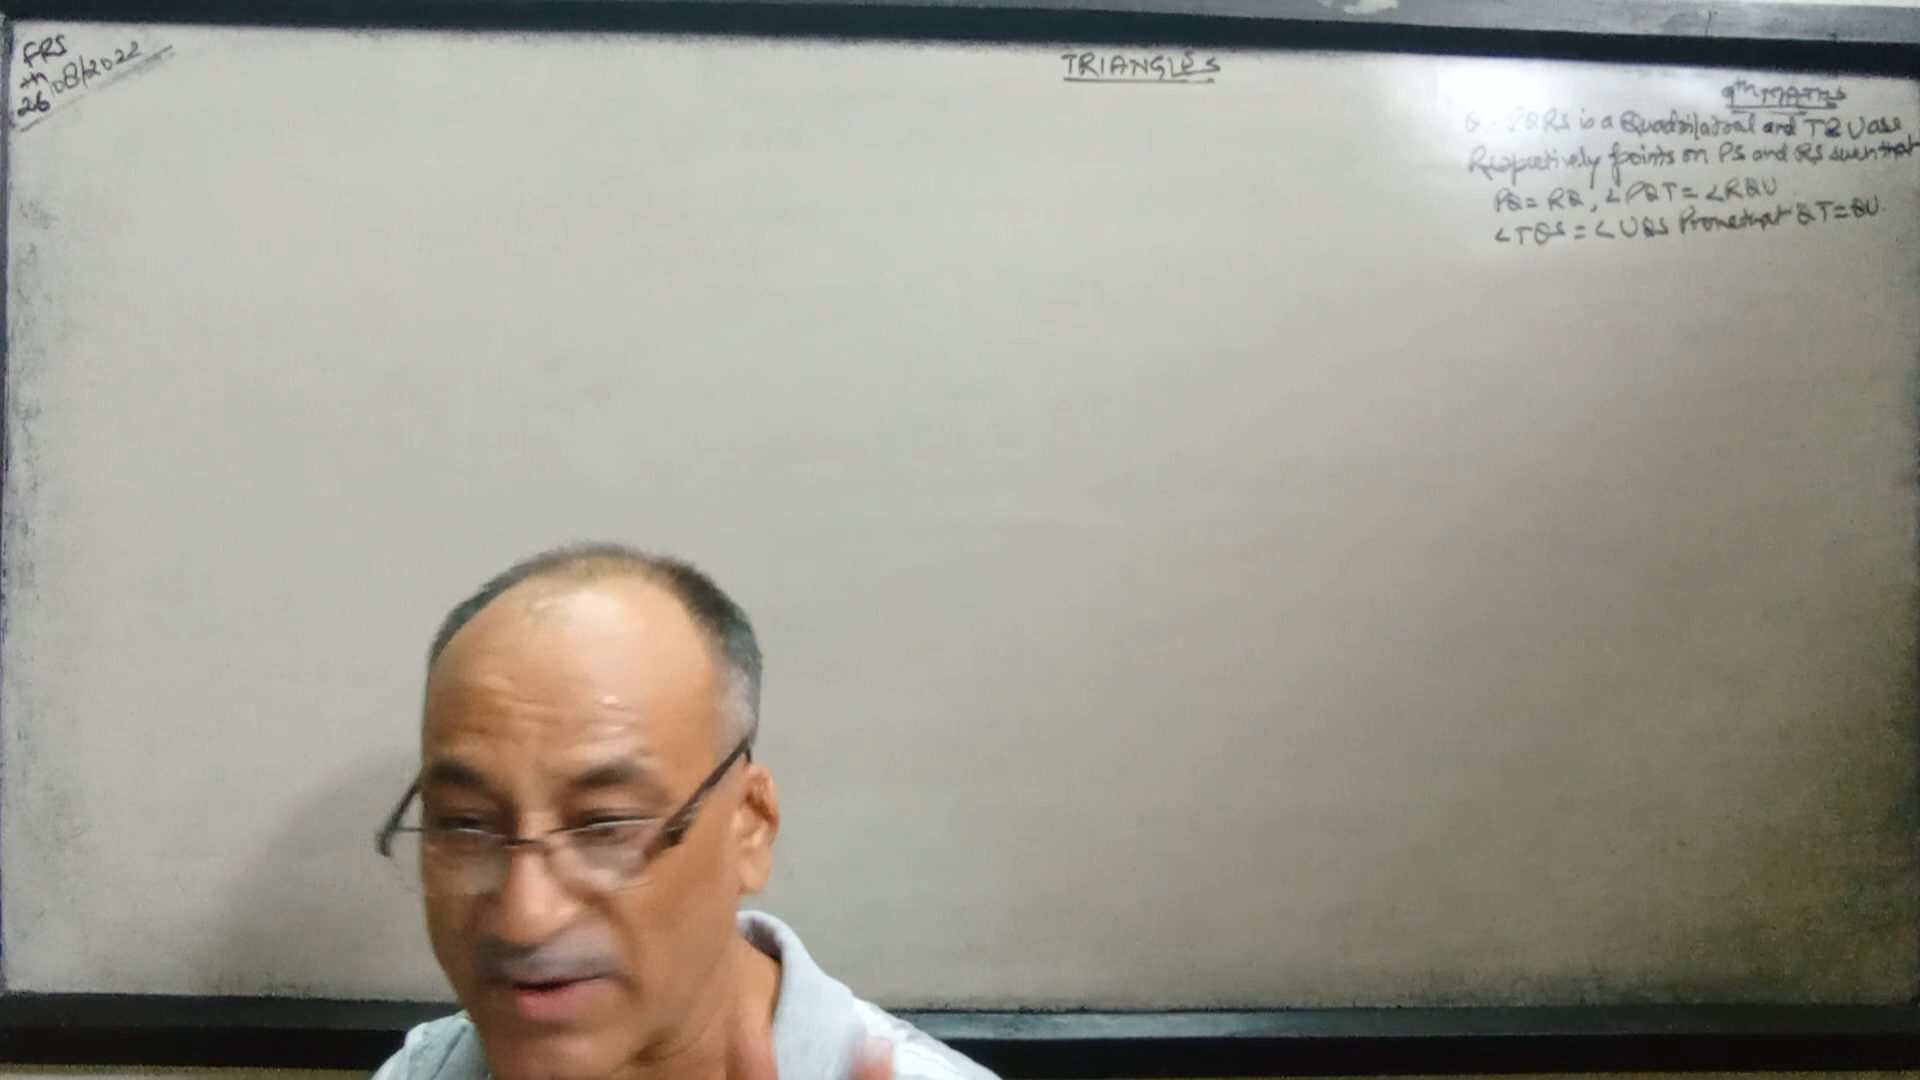 FRS
26th/08/2022
TRIANGLES
9th MATHS
Q. PQRS is a Quadrilateral and T & U are
Respectively points on PS and RS such that
PQ = RQ, ∠PQT = ∠RQU
∠TQS = ∠UQS Prove that QT = QU.